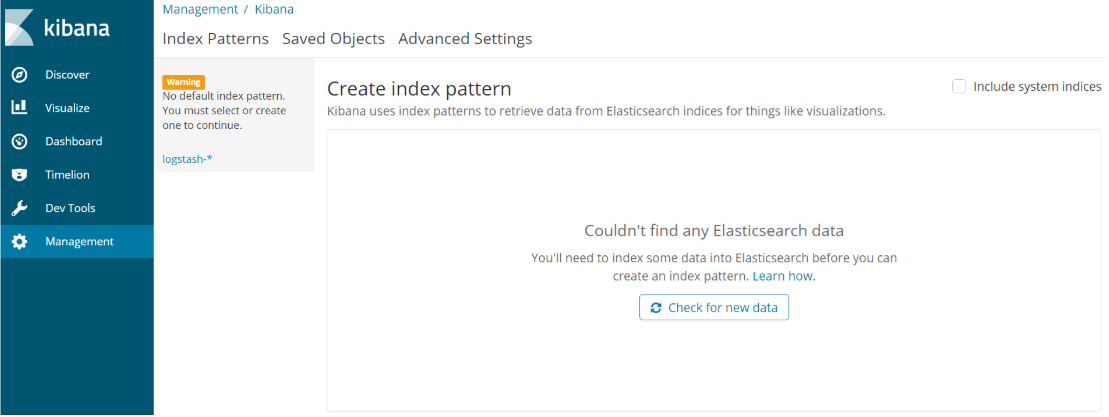 kibana
Discover
Visualize
Dashboard
Timelion
Dev Tools
Management
Management / Kibana
Index Patterns Saved Objects Advanced Settings
Warning
No default index pattern.
You must select or create
one to continue.
logstash-*
Create index pattern
Include system indices
Kibana uses index patterns to retrieve data from Elasticsearch indices for things like visualizations.
Couldn't find any Elasticsearch data
You'll need to index some data into Elasticsearch before you can
create an index pattern. Learn how.
Check for new data